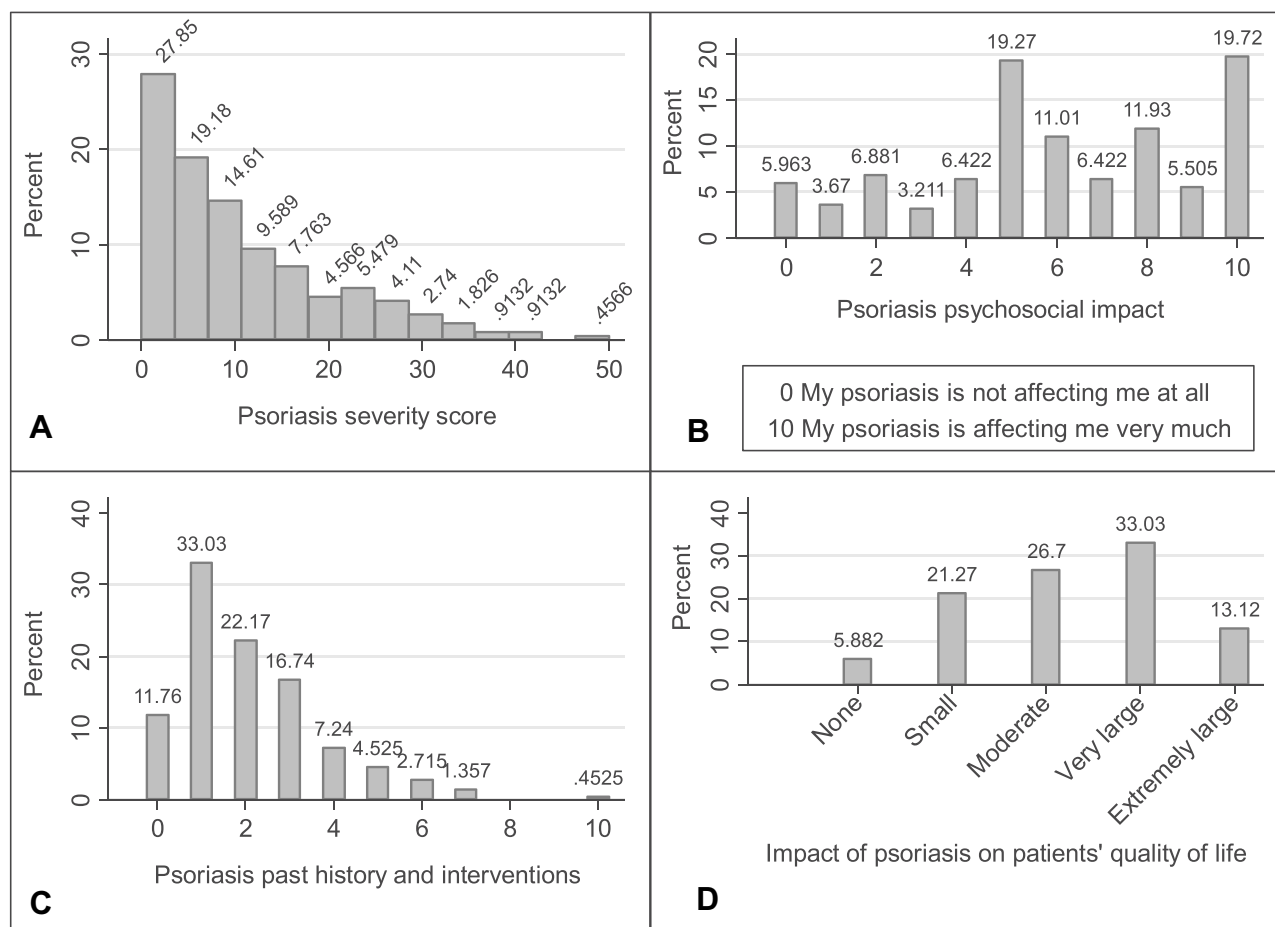 27.85
19.18
14.61
9.589
7.763
4.566
5.479
4.11
2.74
1.826
.9132
.9132
.4566
30
20
10
0
Percent
0 10 20 30 40 50
Psoriasis severity score
A
19.27
19.72
11.01
11.93
5.963
3.67
6.881
3.211
6.422
6.422
5.505
20
15
10
5
0
Percent
0 2 4 6 8 10
Psoriasis psychosocial impact
0 My psoriasis is not affecting me at all
10 My psoriasis is affecting me very much
B
40
30
20
10
0
Percent
11.76
33.03
22.17
16.74
7.24
4.525
2.715
1.357
.4525
0 2 4 6 8 10
Psoriasis past history and interventions
C
40
30
20
10
0
Percent
5.882
21.27
26.7
33.03
13.12
None
Small
Moderate
Very large
Extremely large
Impact of psoriasis on patients' quality of life
D